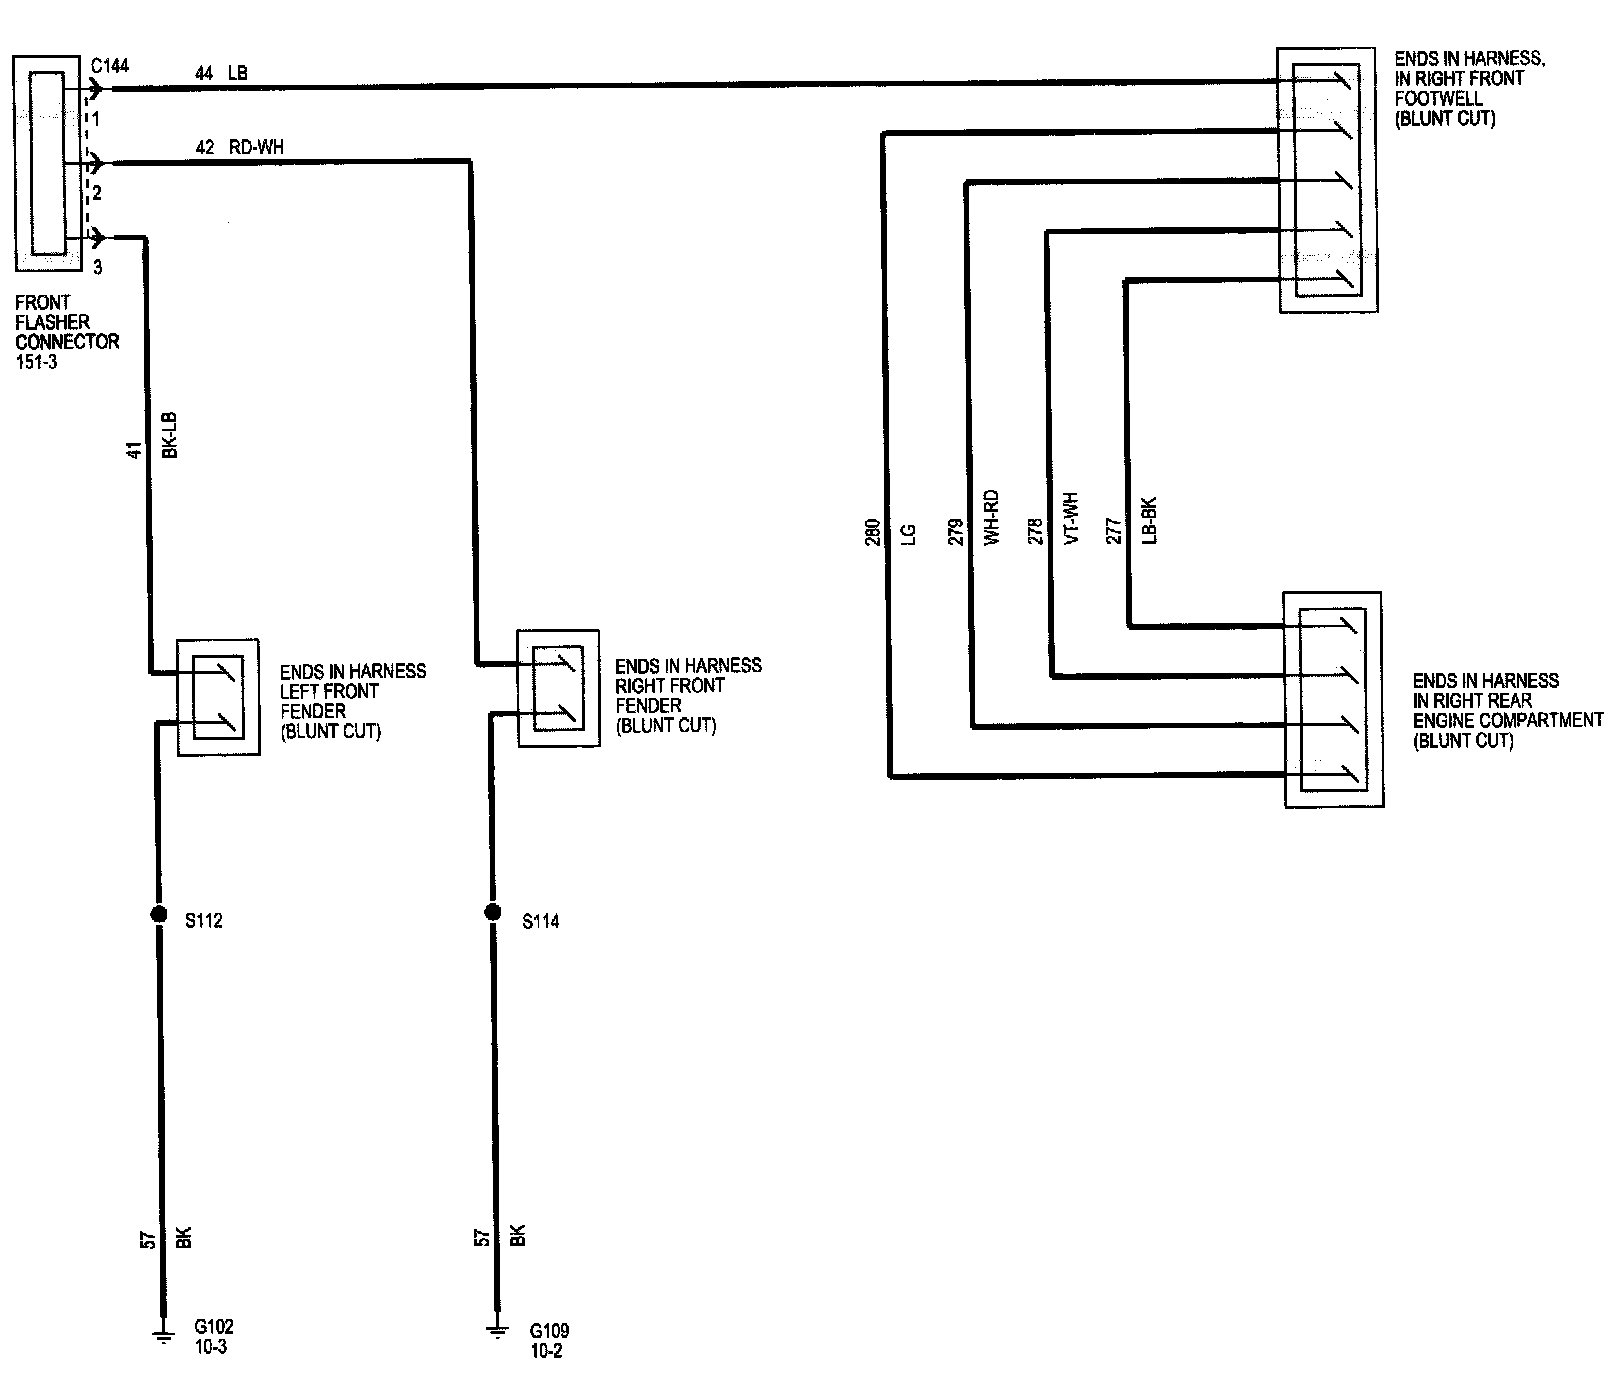 C144
44 LB
1
42 RD-WH
2
3
FRONT
FLASHER
CONNECTOR
151-3
ENDS IN HARNESS,
IN RIGHT FRONT
FOOTWELL
(BLUNT CUT)
41
BK-LB
280
LG
279
WH-RD
278
VT-WH
277
LB-BK
ENDS IN HARNESS
LEFT FRONT
FENDER
(BLUNT CUT)
ENDS IN HARNESS
RIGHT FRONT
FENDER
(BLUNT CUT)
ENDS IN HARNESS
IN RIGHT REAR
ENGINE COMPARTMENT
(BLUNT CUT)
S112
S114
57
BK
57
BK
G102
10-3
G109
10-2